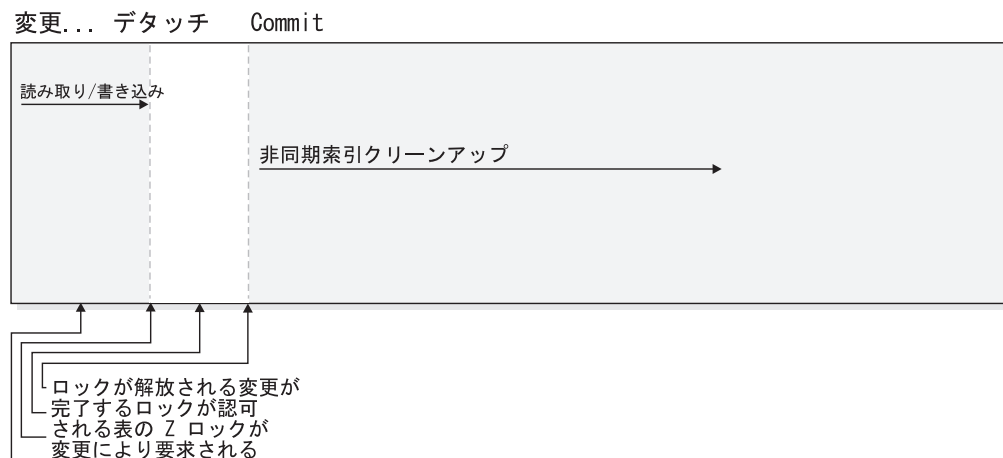 変更... デタッチ Commit
読み取り/書き込み
非同期索引クリーンアップ
ロックが解放される変更が
完了するロックが認可
される表の Z ロックが
変更により要求される